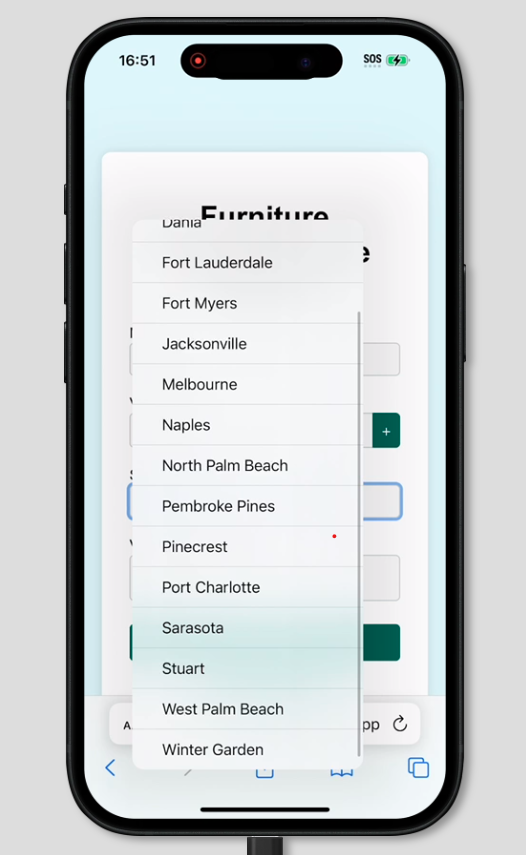 16:51
SOS
Furniture
Dania
Fort Lauderdale
Fort Myers
Jacksonville
Melbourne
Naples
+
North Palm Beach
Pembroke Pines
Pinecrest
Port Charlotte
Sarasota
Stuart
West Palm Beach
Winter Garden